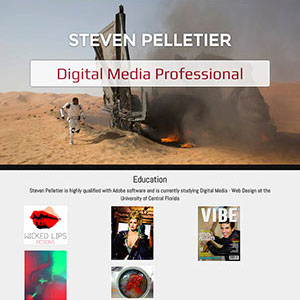 STEVEN PELLETIER
Digital Media Professional
Education
Steven Pelletier is highly qualified with Adobe software and is currently studying Digital Media - Web Design at the
University of Central Florida
WICKED LIPS
DESIGNS
VIBE